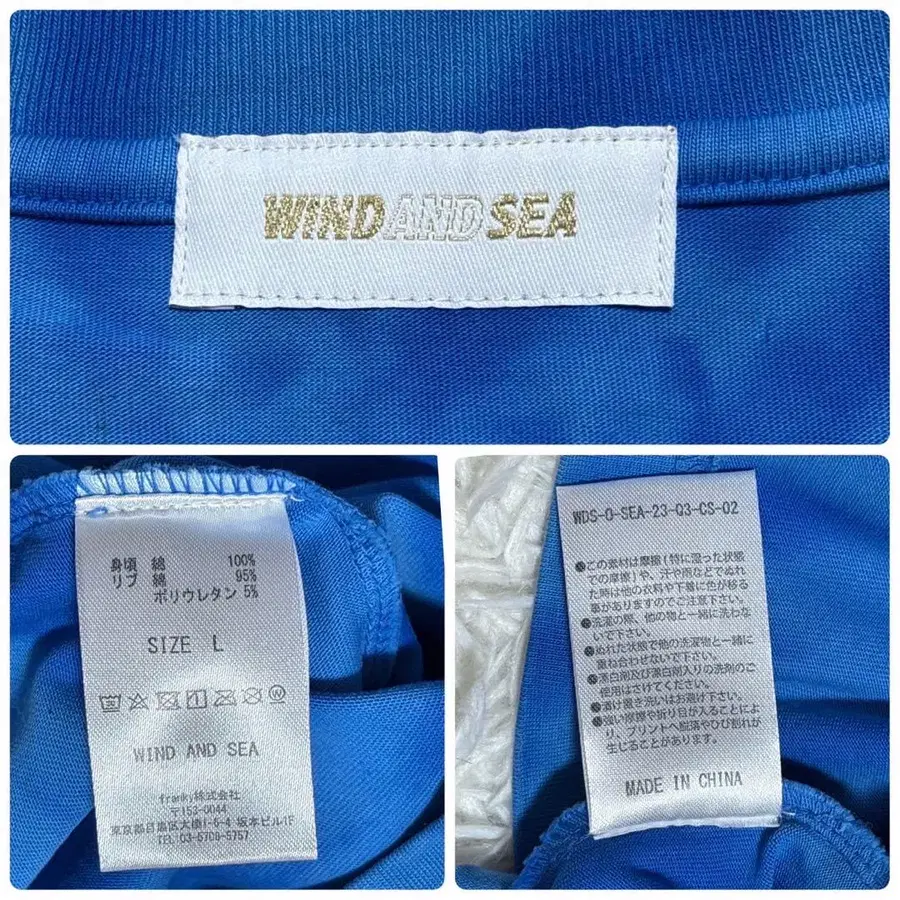 WIND AND SEA
身頃 綿 100%
リブ 綿 95%
ポリウレタン 5%
SIZE L
WIND AND SEA
franky株式会社
〒153-0044
東京都目黒区大橋1-6-4 坂本ビル1F
TEL 03-5708-5757
WDS-O-SEA-23-Q3-CS-02
●この素材は摩擦(特に湿った状態
での摩擦)や、汗や雨などでぬれ
た時は他の衣料や下着に色が移る
事がありますのでご注意下さい。
●洗濯の際、他の物と一緒に洗わな
いで下さい。
●ぬれた状態で他の洗濯物と一緒に
重ね合わせないで下さい。
●漂白剤及び漂白剤入りの洗剤のご
使用はさけてください。
●漬け置き洗いはお避け下さい。
●強い摩擦や折り目が入ることによ
り、プリントへ脱落やひび割れが
生じることがあります。
MADE IN CHINA